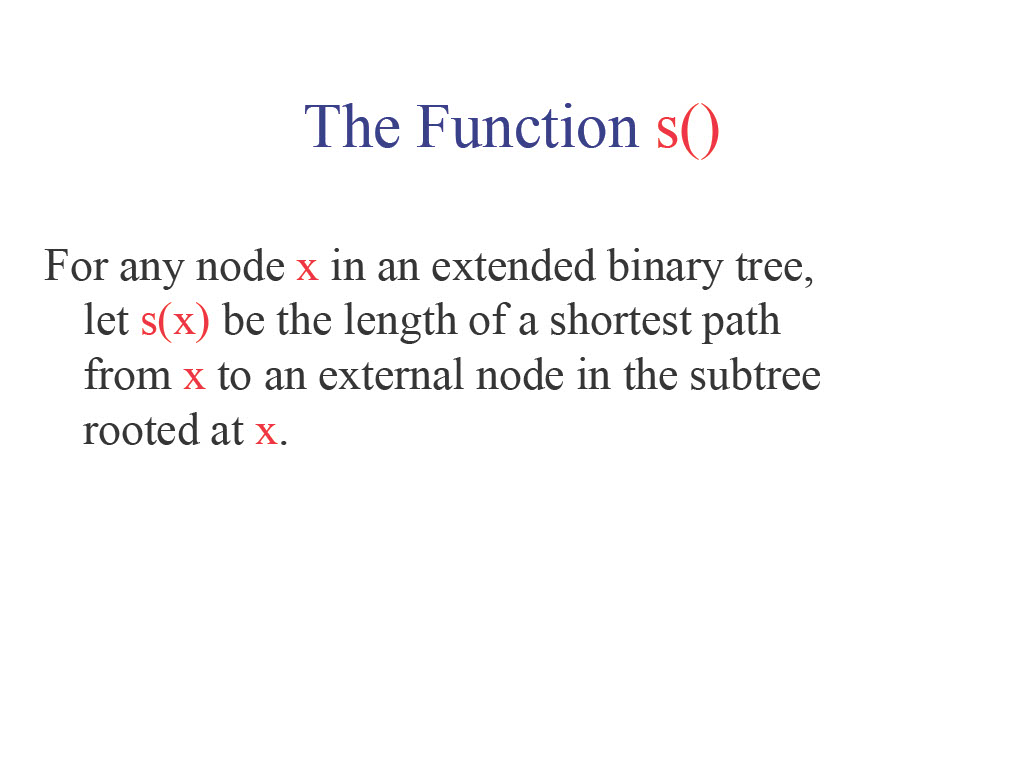 The Function s()
For any node x in an extended binary tree,
let s(x) be the length of a shortest path
from x to an external node in the subtree
rooted at x.